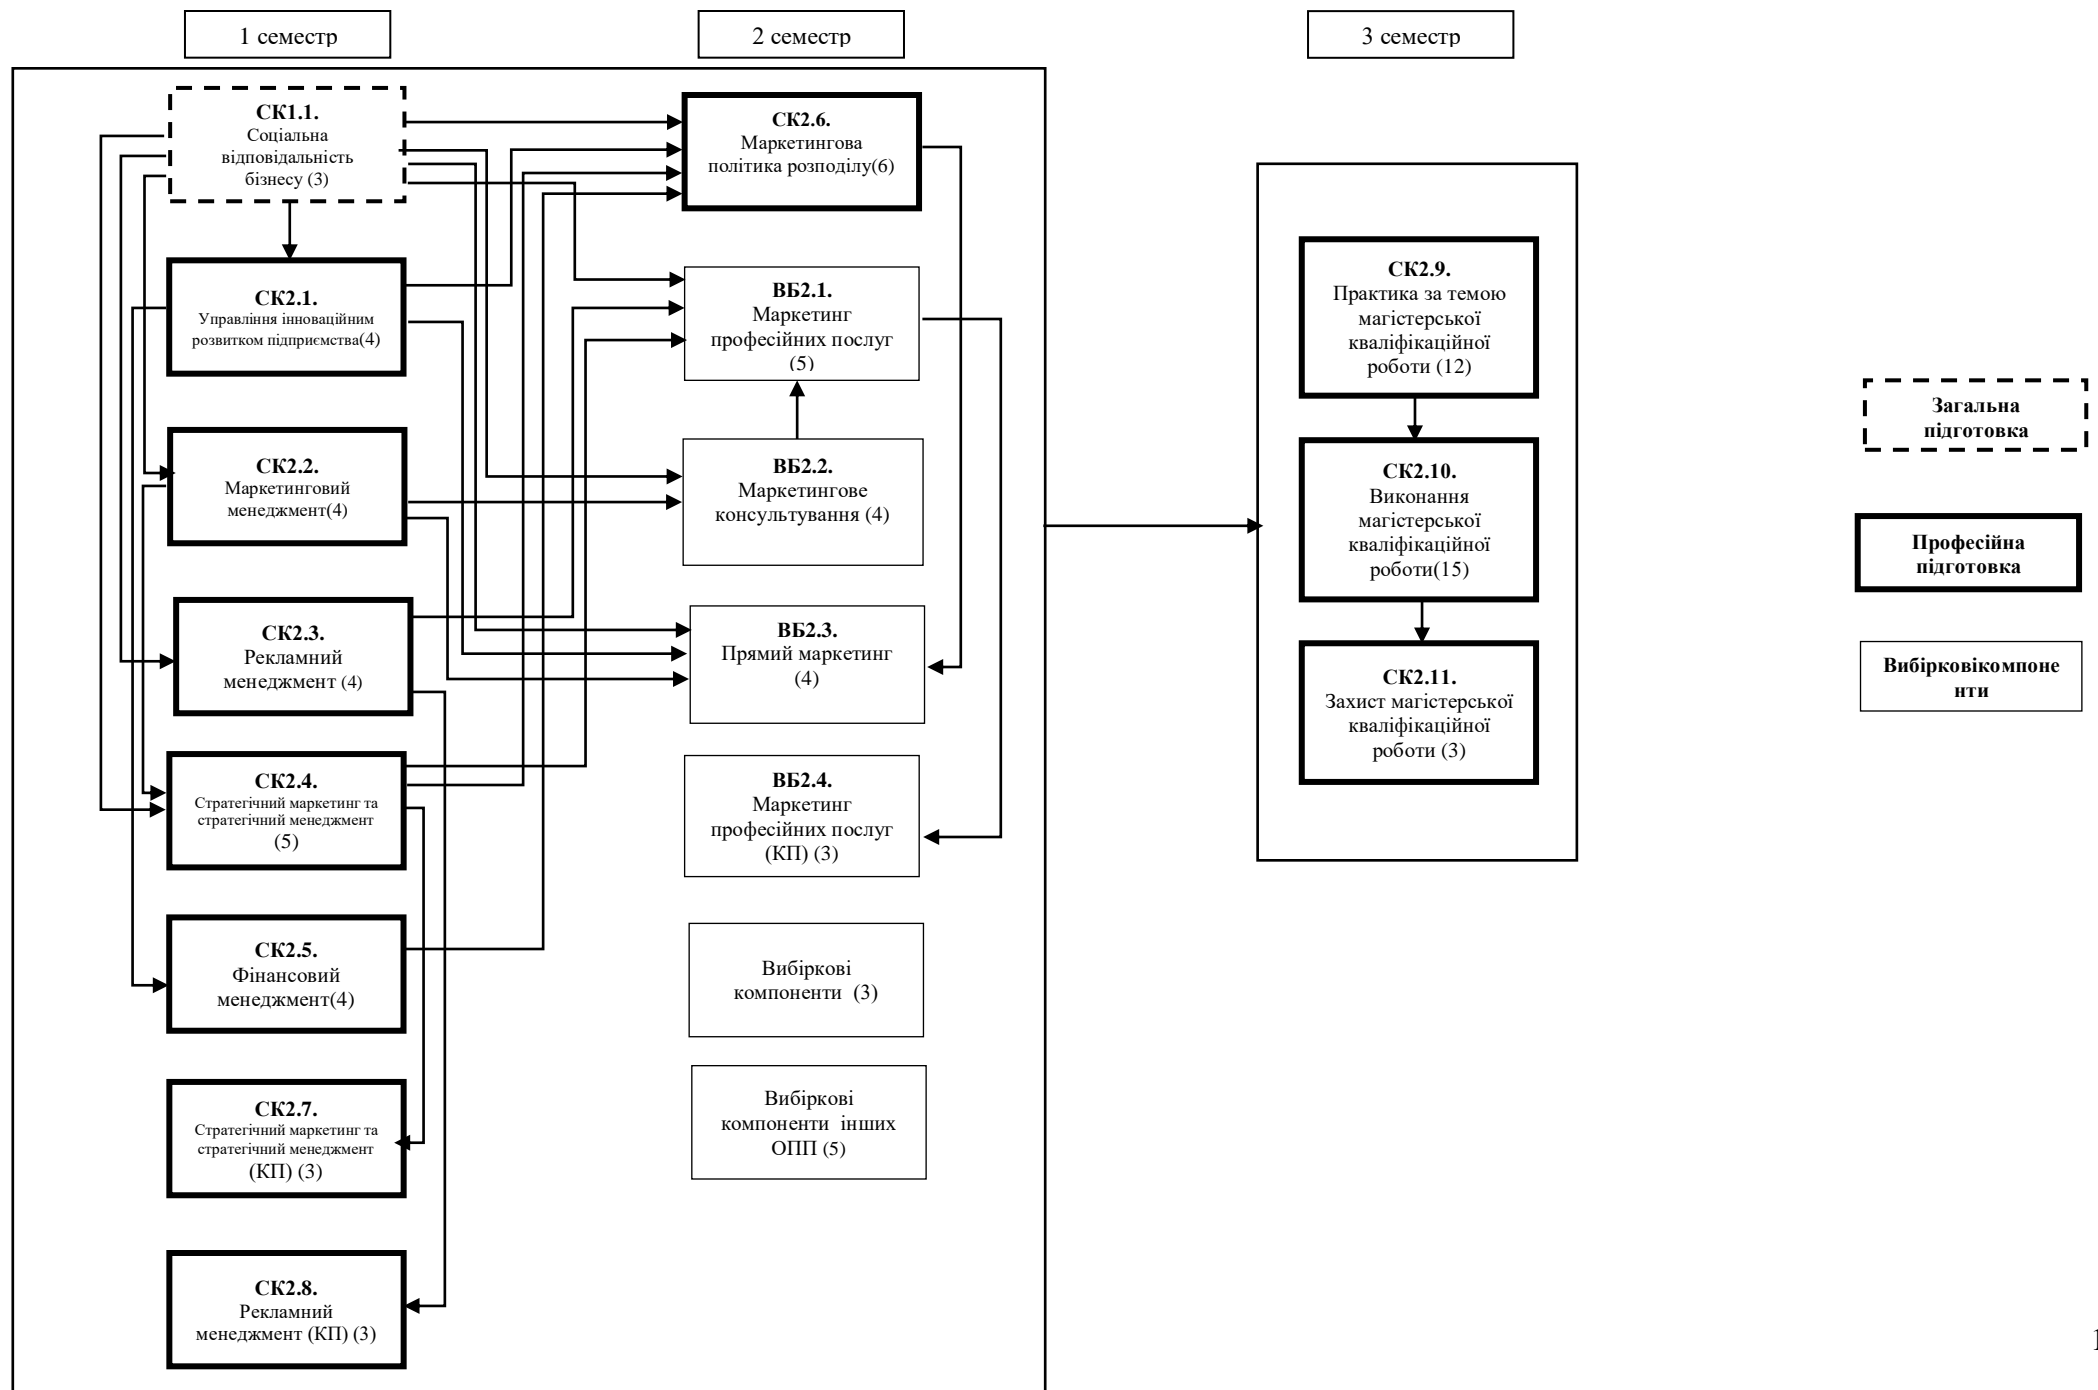 1 семестр
2 семестр
3 семестр
СК1.1.
Соціальна
відповідальність
бізнесу (3)
СК2.1.
Управління інноваційним
розвитком підприємства(4)
СК2.2.
Маркетинговий
менеджмент(4)
СК2.3.
Рекламний
менеджмент (4)
СК2.4.
Стратегічний маркетинг та
стратегічний менеджмент
(5)
СК2.5.
Фінансовий
менеджмент(4)
СК2.7.
Стратегічний маркетинг та
стратегічний менеджмент
(КП) (3)
СК2.8.
Рекламний
менеджмент (КП) (3)
СК2.6.
Маркетингова
політика розподілу(6)
ВБ2.1.
Маркетинг
професійних послуг
(5)
ВБ2.2.
Маркетингове
консультування (4)
ВБ2.3.
Прямий маркетинг
(4)
ВБ2.4.
Маркетинг
професійних послуг
(КП) (3)
Вибіркові
компоненти (3)
Вибіркові
компоненти інших
ОПП (5)
СК2.9.
Практика за темою
магістерської
кваліфікаційної
роботи (12)
СК2.10.
Виконання
магістерської
кваліфікаційної
роботи(15)
СК2.11.
Захист магістерської
кваліфікаційної
роботи (3)
Загальна
підготовка
Професійна
підготовка
Вибірковікомпоне
нти
1